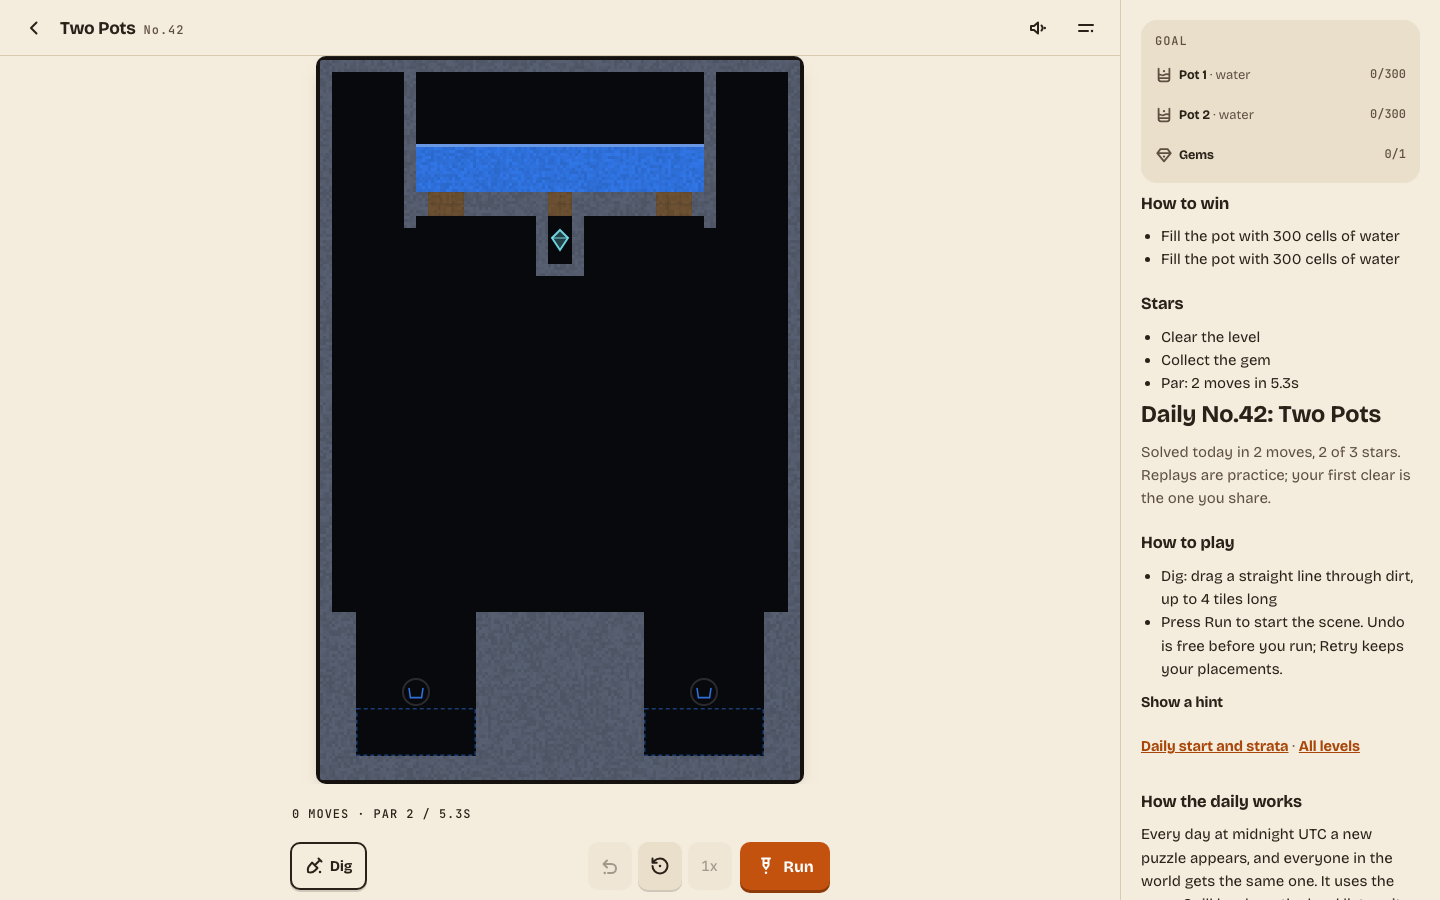 Two Pots No.42
GOAL
Pot 1 · water 0/300
Pot 2 · water 0/300
Gems 0/1
How to win
Fill the pot with 300 cells of water
Fill the pot with 300 cells of water
Stars
Clear the level
Collect the gem
Par: 2 moves in 5.3s
Daily No.42: Two Pots
Solved today in 2 moves, 2 of 3 stars.
Replays are practice; your first clear is
the one you share.
How to play
Dig: drag a straight line through dirt,
up to 4 tiles long
Press Run to start the scene. Undo
is free before you run; Retry keeps
your placements.
Show a hint
Daily start and strata · All levels
How the daily works
Every day at midnight UTC a new
puzzle appears, and everyone in the
world gets the same one. It uses the
0 MOVES · PAR 2 / 5.3S
Dig
1x
Run